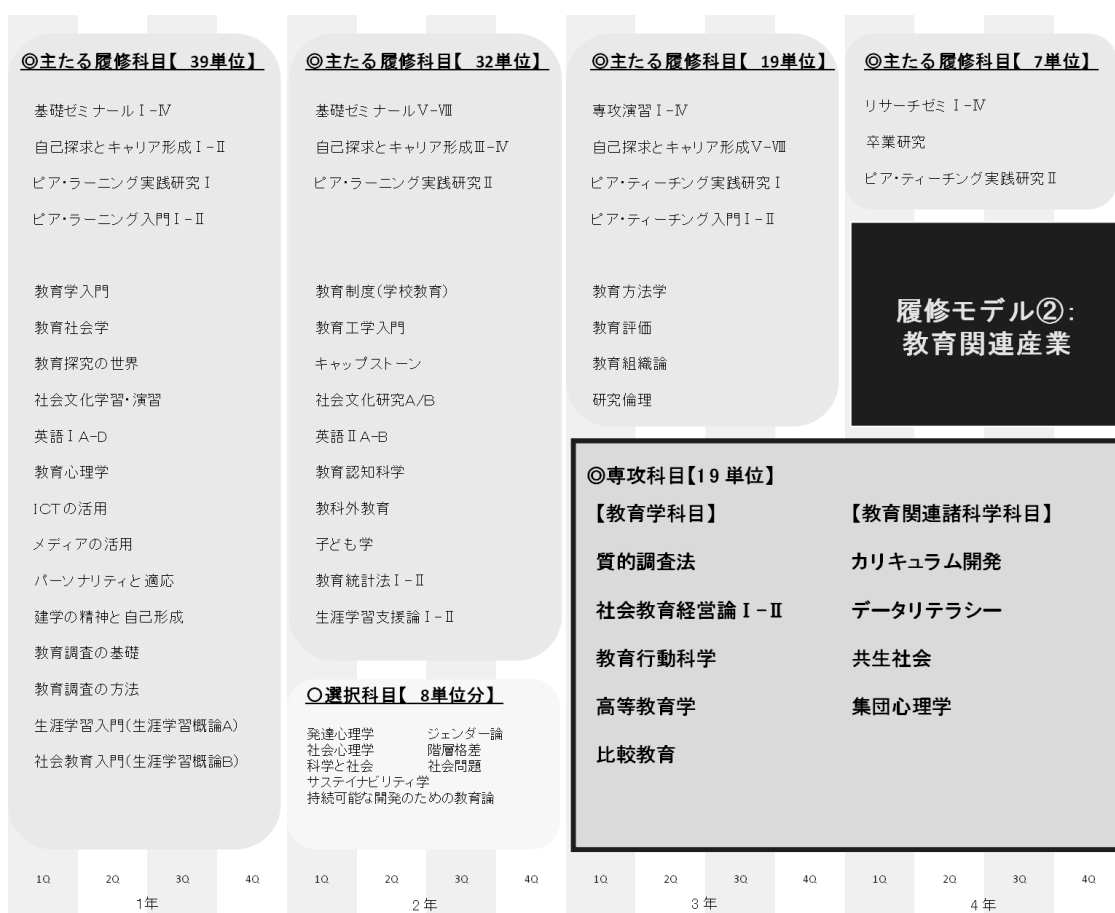 ◎主たる履修科目【 39単位】
基礎ゼミナールⅠ-Ⅳ
自己探求とキャリア形成Ⅰ-Ⅱ
ピア・ラーニング実践研究Ⅰ
ピア・ラーニング入門Ⅰ-Ⅱ
教育学入門
教育社会学
教育探究の世界
社会文化学習・演習
英語ⅠA-D
教育心理学
ICTの活用
メディアの活用
パーソナリティと適応
建学の精神と自己形成
教育調査の基礎
教育調査の方法
生涯学習入門(生涯学習概論A)
社会教育入門(生涯学習概論B)
◎主たる履修科目【 32単位】
基礎ゼミナールⅤ-Ⅷ
自己探求とキャリア形成Ⅲ-Ⅳ
ピア・ラーニング実践研究Ⅱ
教育制度(学校教育)
教育工学入門
キャップストーン
社会文化研究A/B
英語ⅡA-B
教育認知科学
教科外教育
子ども学
教育統計法Ⅰ-Ⅱ
生涯学習支援論Ⅰ-Ⅱ
〇選択科目【 8単位分】
発達心理学 ジェンダー論
社会心理学 階層格差
科学と社会 社会問題
サステイナビリティ学
持続可能な開発のための教育論
◎主たる履修科目【 19単位】
専攻演習Ⅰ-Ⅳ
自己探求とキャリア形成Ⅴ-Ⅷ
ピア・ティーチング実践研究Ⅰ
ピア・ティーチング入門Ⅰ-Ⅱ
教育方法学
教育評価
教育組織論
研究倫理
◎主たる履修科目【 7単位】
リサーチゼミ Ⅰ-Ⅳ
卒業研究
ピア・ティーチング実践研究Ⅱ
履修モデル②:
教育関連産業
◎専攻科目【19 単位】
【教育学科目】
質的調査法
社会教育経営論Ⅰ-Ⅱ
教育行動科学
高等教育学
比較教育
【教育関連諸科学科目】
カリキュラム開発
データリテラシー
共生社会
集団心理学
1Q 2Q 3Q 4Q 1Q 2Q 3Q 4Q 1Q 2Q 3Q 4Q 1Q 2Q 3Q 4Q
1年 2年 3年 4年